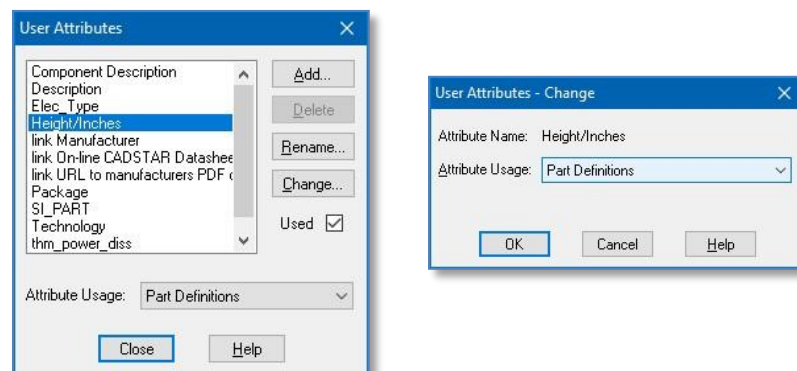 User Attributes
Component Description
Description
Elec_Type
Height/Inches
link Manufacturer
link On-line CADSTAR Datashee
link URL to manufacturers PDF
Package
SI_PART
Technology
thm_power_diss
Add...
Delete
Rename...
Change...
Used
Attribute Usage: Part Definitions
Close Help
User Attributes - Change
Attribute Name: Height/Inches
Attribute Usage: Part Definitions
OK Cancel Help